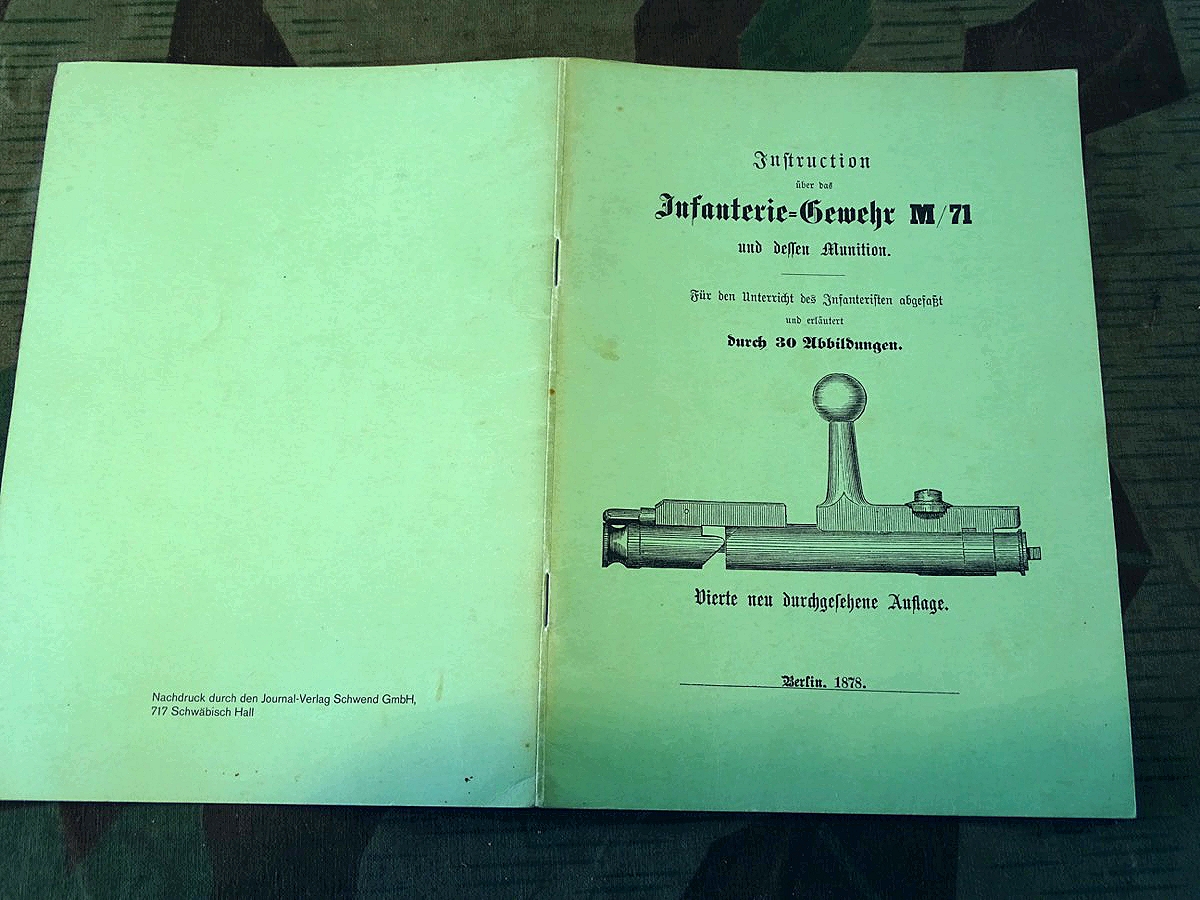 Nachdruck durch den Journal-Verlag Schwend GmbH,
717 Schwäbisch Hall
Inſtruction
über das
Infanterie=Gewehr M/71
und deſſen Munition.
Für den Unterricht des Infanteriſten abgefaßt
und erläutert
durch 30 Abbildungen.
Vierte neu durchgeſehene Auflage.
Berlin. 1878.